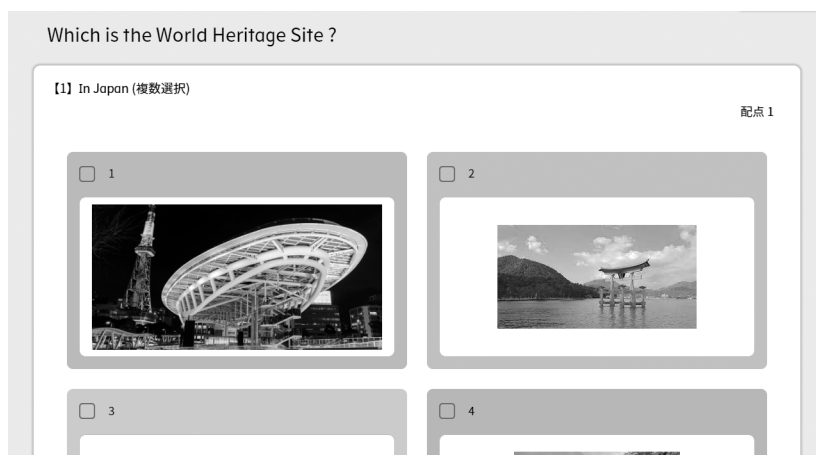 Which is the World Heritage Site ?
【1】In Japan (複数選択)
配点 1
1
2
3
4